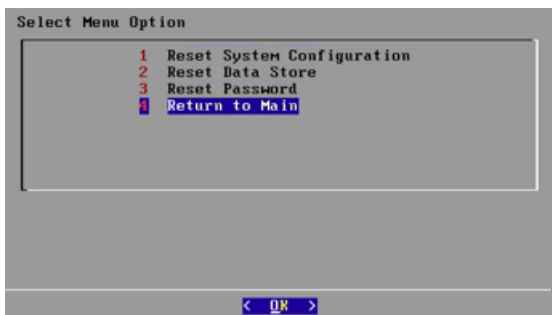 Select Menu Option
1 Reset System Configuration
2 Reset Data Store
3 Reset Password
4 Return to Main
< OK >